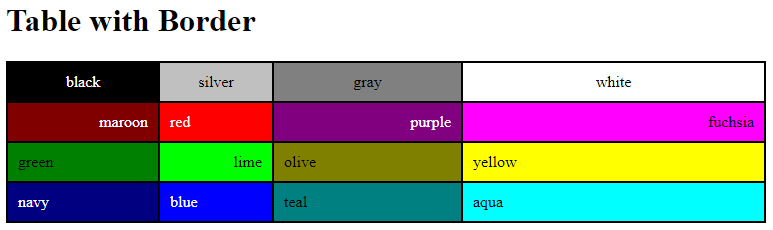 Table with Border
black silver gray white
maroon red purple fuchsia
green lime olive yellow
navy blue teal aqua